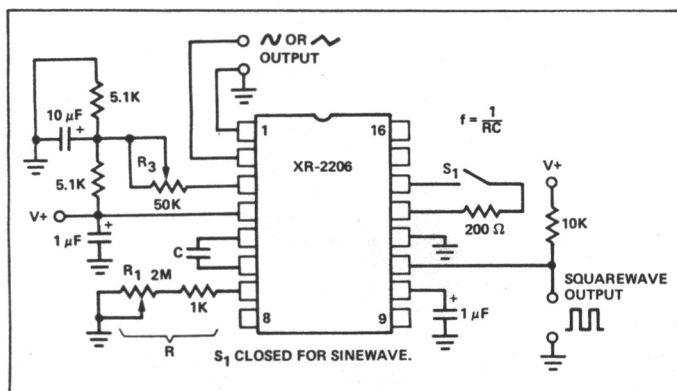 OR
OUTPUT
5.1K
10 µF
+
1
16
f = 1/RC
XR-2206
R3
S1
V+
5.1K
50K
V+
200 Ω
10K
+
1 µF
C
R1 2M
SQUAREWAVE
OUTPUT
1K
+
1 µF
8
9
R
S1 CLOSED FOR SINEWAVE.